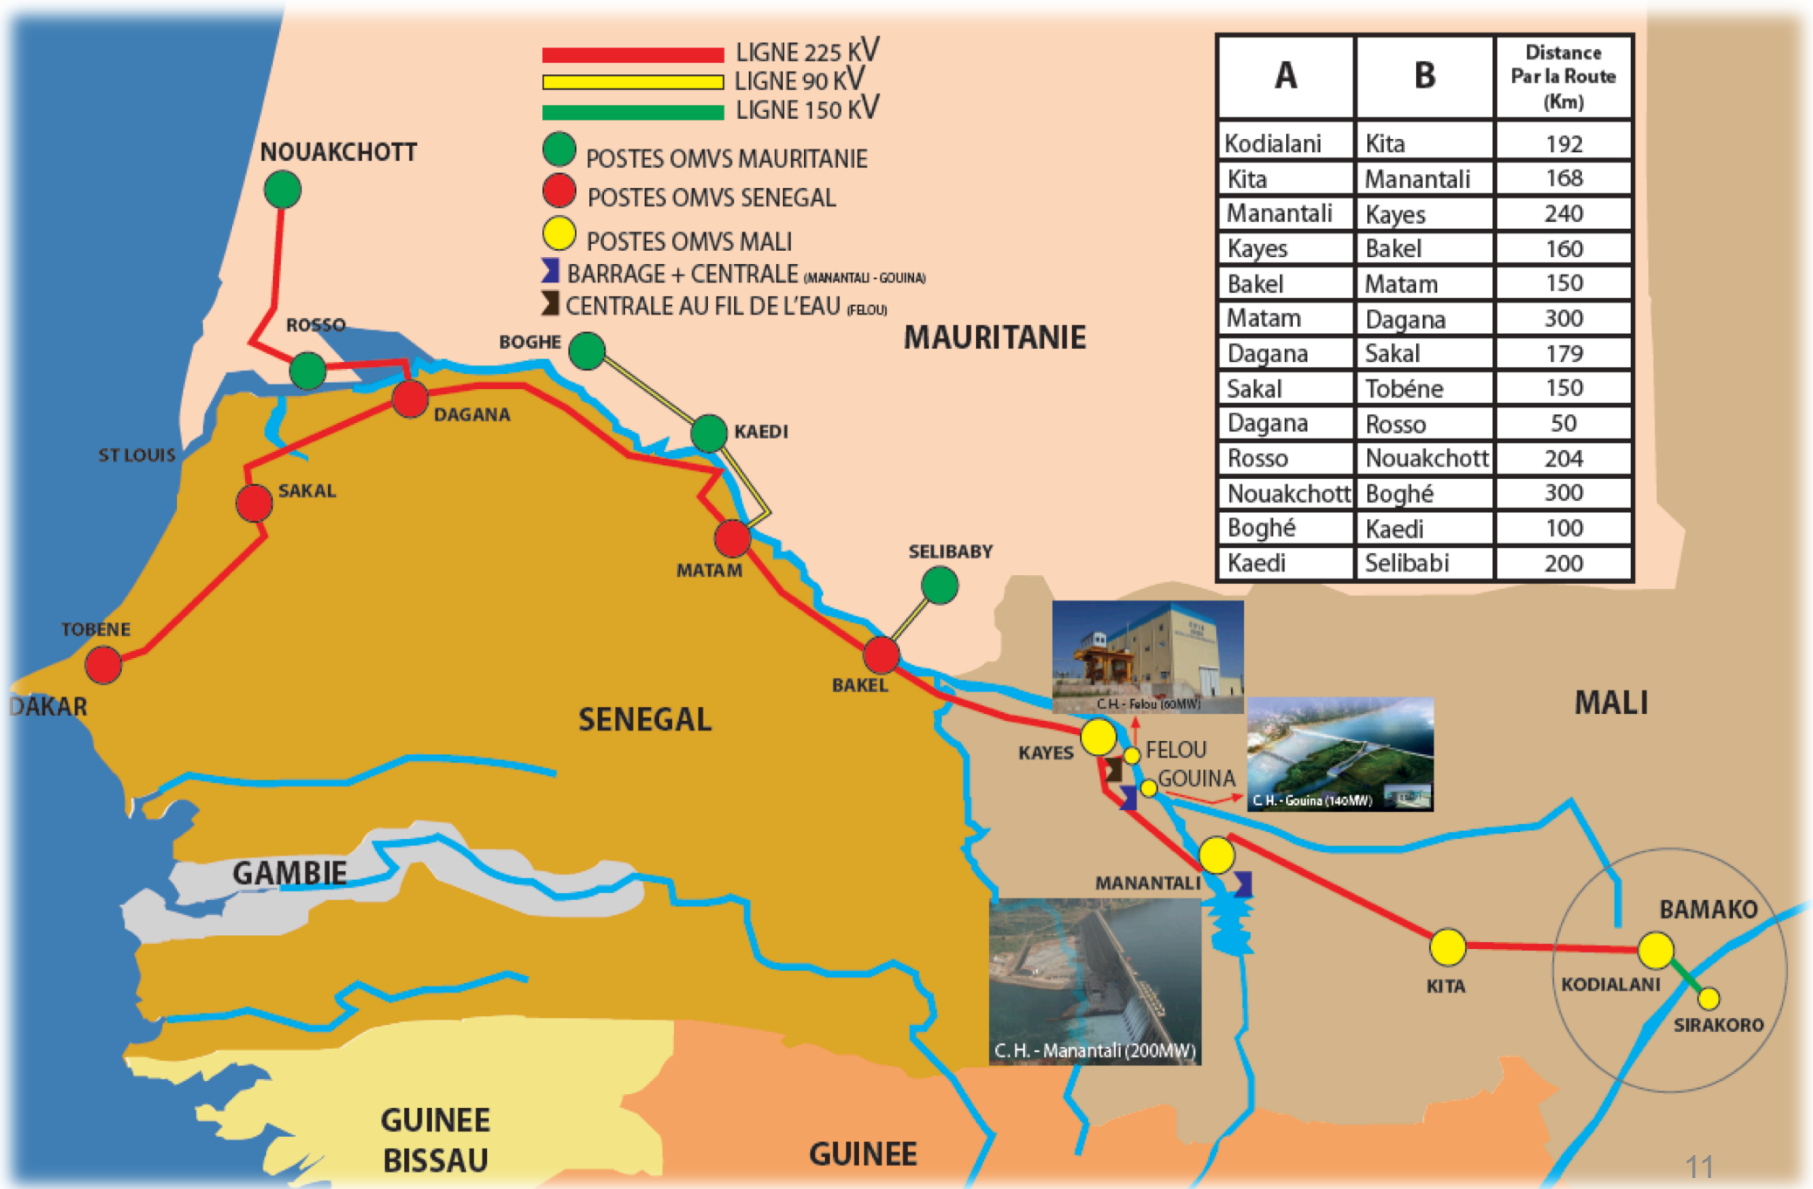 LIGNE 225 KV
LIGNE 90 KV
LIGNE 150 KV
POSTES OMVS MAURITANIE
POSTES OMVS SENEGAL
POSTES OMVS MALI
BARRAGE + CENTRALE (MANANTALI - GOUINA)
CENTRALE AU FIL DE L'EAU (FELOU)
A B Distance
Par la Route
(Km)
Kodialani Kita 192
Kita Manantali 168
Manantali Kayes 240
Kayes Bakel 160
Bakel Matam 150
Matam Dagana 300
Dagana Sakal 179
Sakal Tobéne 150
Dagana Rosso 50
Rosso Nouakchott 204
Nouakchott Boghé 300
Boghé Kaedi 100
Kaedi Selibabi 200
NOUAKCHOTT
ROSSO
BOGHE
MAURITANIE
DAGANA
KAEDI
ST LOUIS
SAKAL
SELIBABY
MATAM
TOBENE
BAKEL
DAKAR
SENEGAL
MALI
C. H. - Felou (60MW)
KAYES
FELOU
GOUINA
C. H. - Gouina (140MW)
GAMBIE
MANANTALI
BAMAKO
KITA
KODIALANI
SIRAKORO
C. H. - Manantali (200MW)
GUINEE
BISSAU
GUINEE
11